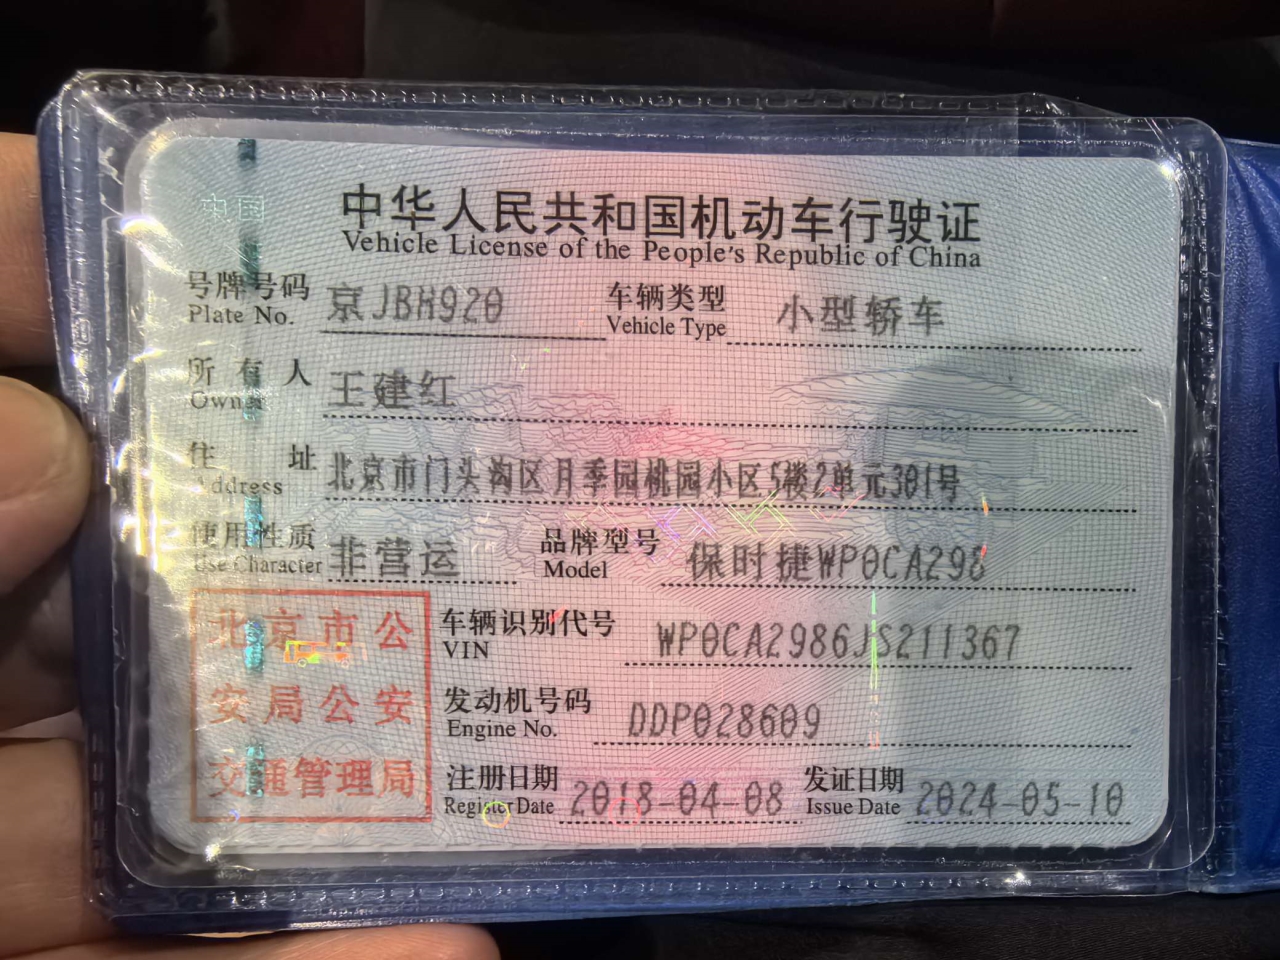 中国
中华人民共和国机动车行驶证
Vehicle License of the People's Republic of China
号牌号码 京JBH920 车辆类型 小型轿车
Plate No. Vehicle Type
所有人 王建红
Owner
住址 北京市门头沟区月季园桃园小区5楼2单元301号
Address
使用性质 非营运 品牌型号 保时捷WP0CA298
Use Character Model
北京市公
安局公安
交通管理局
车辆识别代号 WP0CA2986JS211367
VIN
发动机号码 DDP028609
Engine No.
注册日期 2018-04-08 发证日期 2024-05-10
Register Date Issue Date